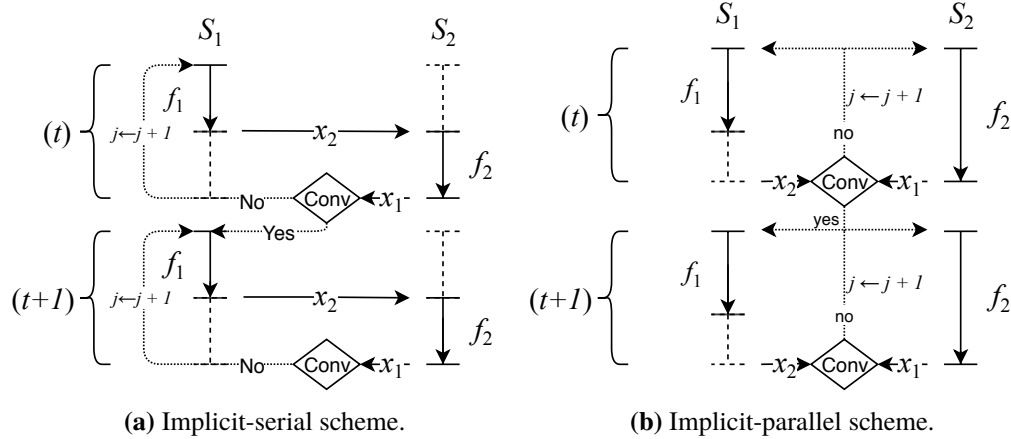 S1 S2
f1
(t) j←j + 1 x2
f2
No Conv x1
Yes
f1
(t+1) j←j + 1 x2
f2
No Conv x1
(a) Implicit-serial scheme.
S1 S2
f1 j ← j + 1
(t) f2
no
x2 Conv x1
yes
f1 j ← j + 1
(t+1) f2
no
x2 Conv x1
(b) Implicit-parallel scheme.